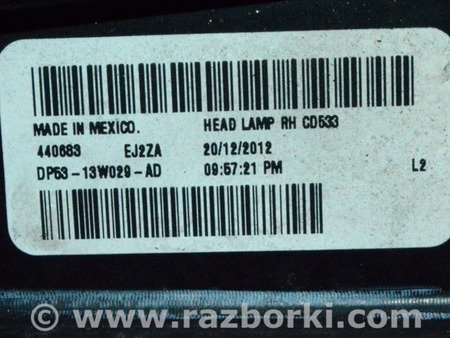 MADE IN MEXICO. HEAD LAMP RH CD533
440683 EJ2ZA 20/12/2012
DP53-13W029-AD 09:57:21 PM L2
© www.razborki.com